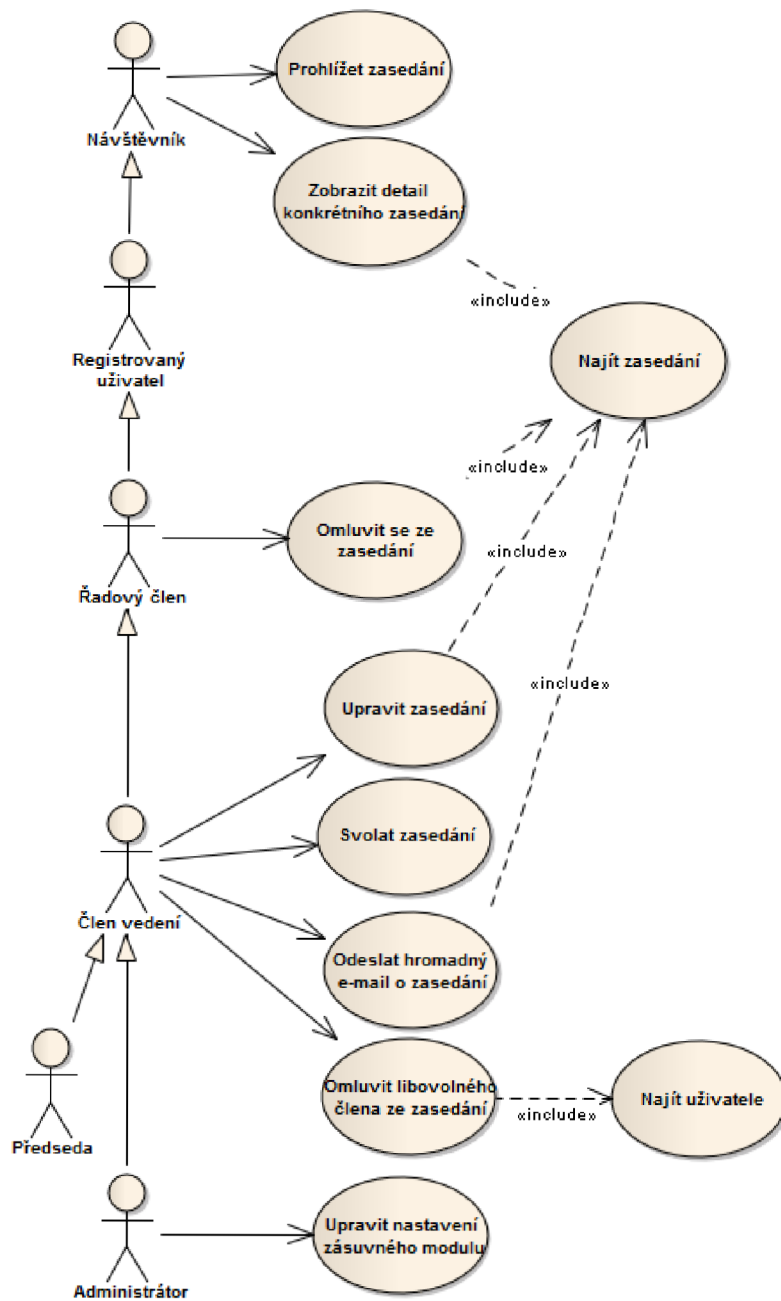 Prohlížet zasedání
Návštěvník
Zobrazit detail
konkrétního zasedání
«include»
Registrovaný
uživatel
Najít zasedání
«include»
Omluvit se ze
zasedání
Řadový člen
«include»
Upravit zasedání
«include»
Svolat zasedání
Člen vedení
Odeslat hromadný
e-mail o zasedání
Omluvit libovolného
člena ze zasedání
«include»
Najít uživatele
Předseda
Upravit nastavení
zásuvného modulu
Administrátor